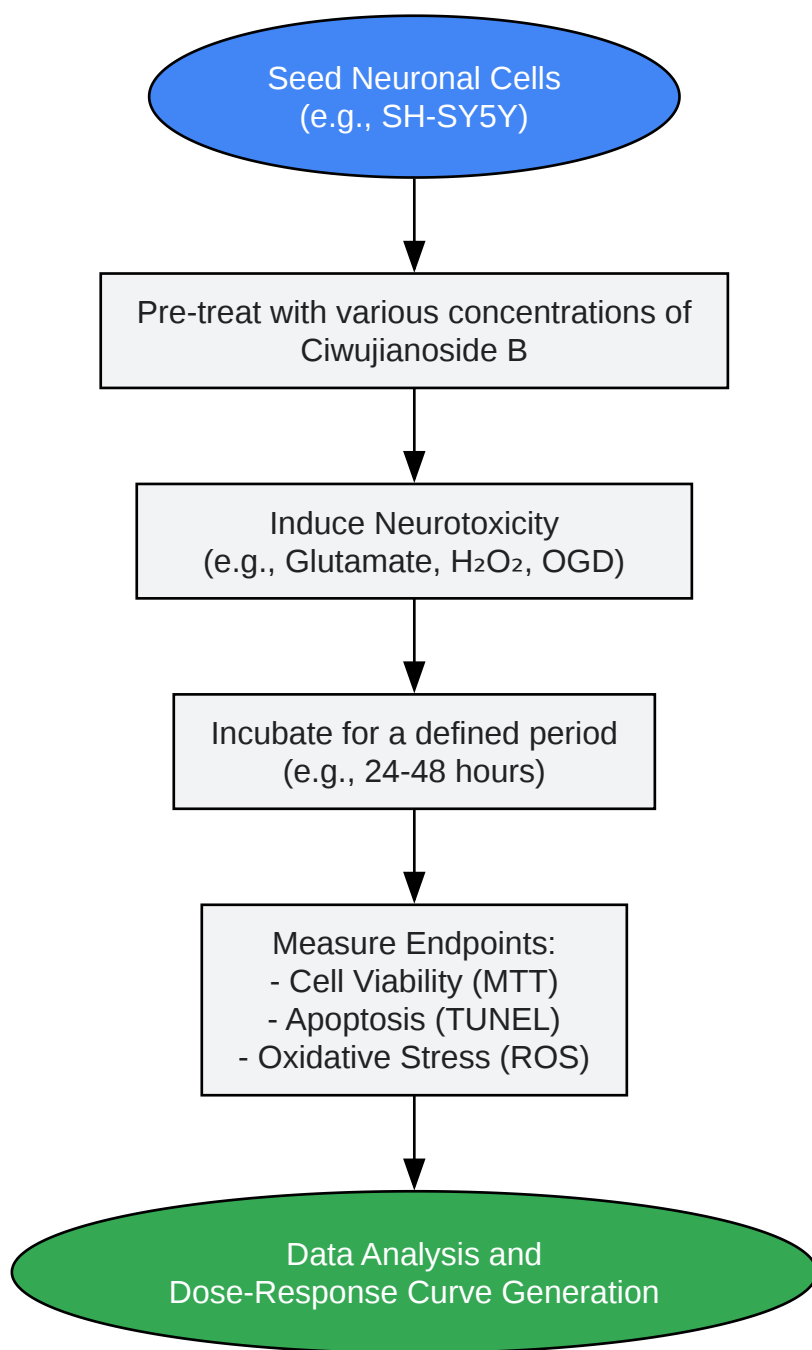 Seed Neuronal Cells
(e.g., SH-SY5Y)
Pre-treat with various concentrations of
Ciwujianoside B
Induce Neurotoxicity
(e.g., Glutamate, H₂O₂, OGD)
Incubate for a defined period
(e.g., 24-48 hours)
Measure Endpoints:
- Cell Viability (MTT)
- Apoptosis (TUNEL)
- Oxidative Stress (ROS)
Data Analysis and
Dose-Response Curve Generation